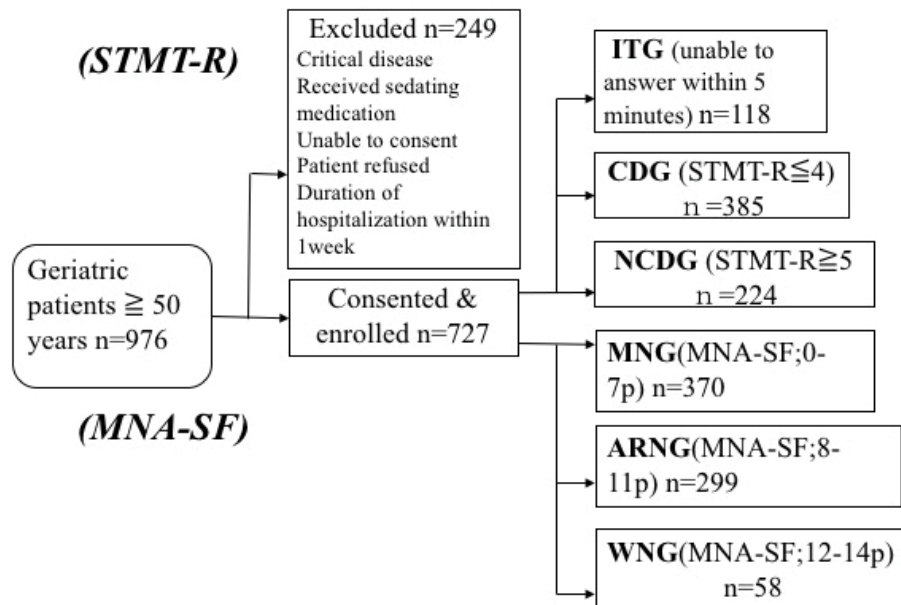 (STMT-R)
Excluded n=249
Critical disease
Received sedating
medication
Unable to consent
Patient refused
Duration of
hospitalization within
1week
Geriatric
patients ≧ 50
years n=976
Consented &
enrolled n=727
(MNA-SF)
ITG (unable to
answer within 5
minutes) n=118
CDG (STMT-R≦4)
ｎ=385
NCDG (STMT-R≧5
ｎ=224
MNG(MNA-SF;0-
7p) n=370
ARNG(MNA-SF;8-
11p) n=299
WNG(MNA-SF;12-14p)
n=58